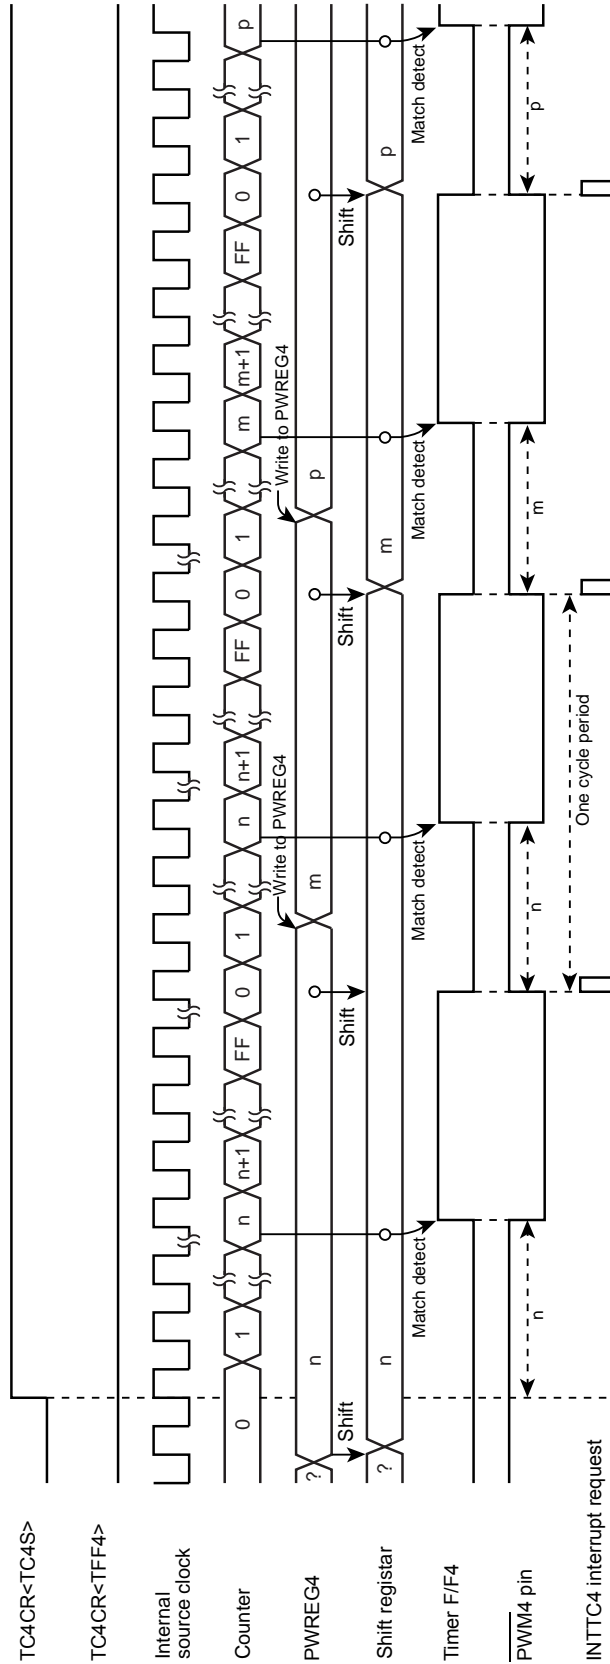 TC4CR<TC4S>
TC4CR<TFF4>
Internal
source clock
Counter
0
1
n
n+1
FF
0
1
n
n+1
FF
0
1
m
m+1
FF
0
1
p
PWREG4
?
n
m
p
Write to PWREG4
Write to PWREG4
Shift
Shift
Shift
Shift
Shift registar
?
n
m
p
Match detect
Match detect
Match detect
Match detect
Timer F/F4
PWM4 pin
n
n
m
p
One cycle period
INTTC4 interrupt request